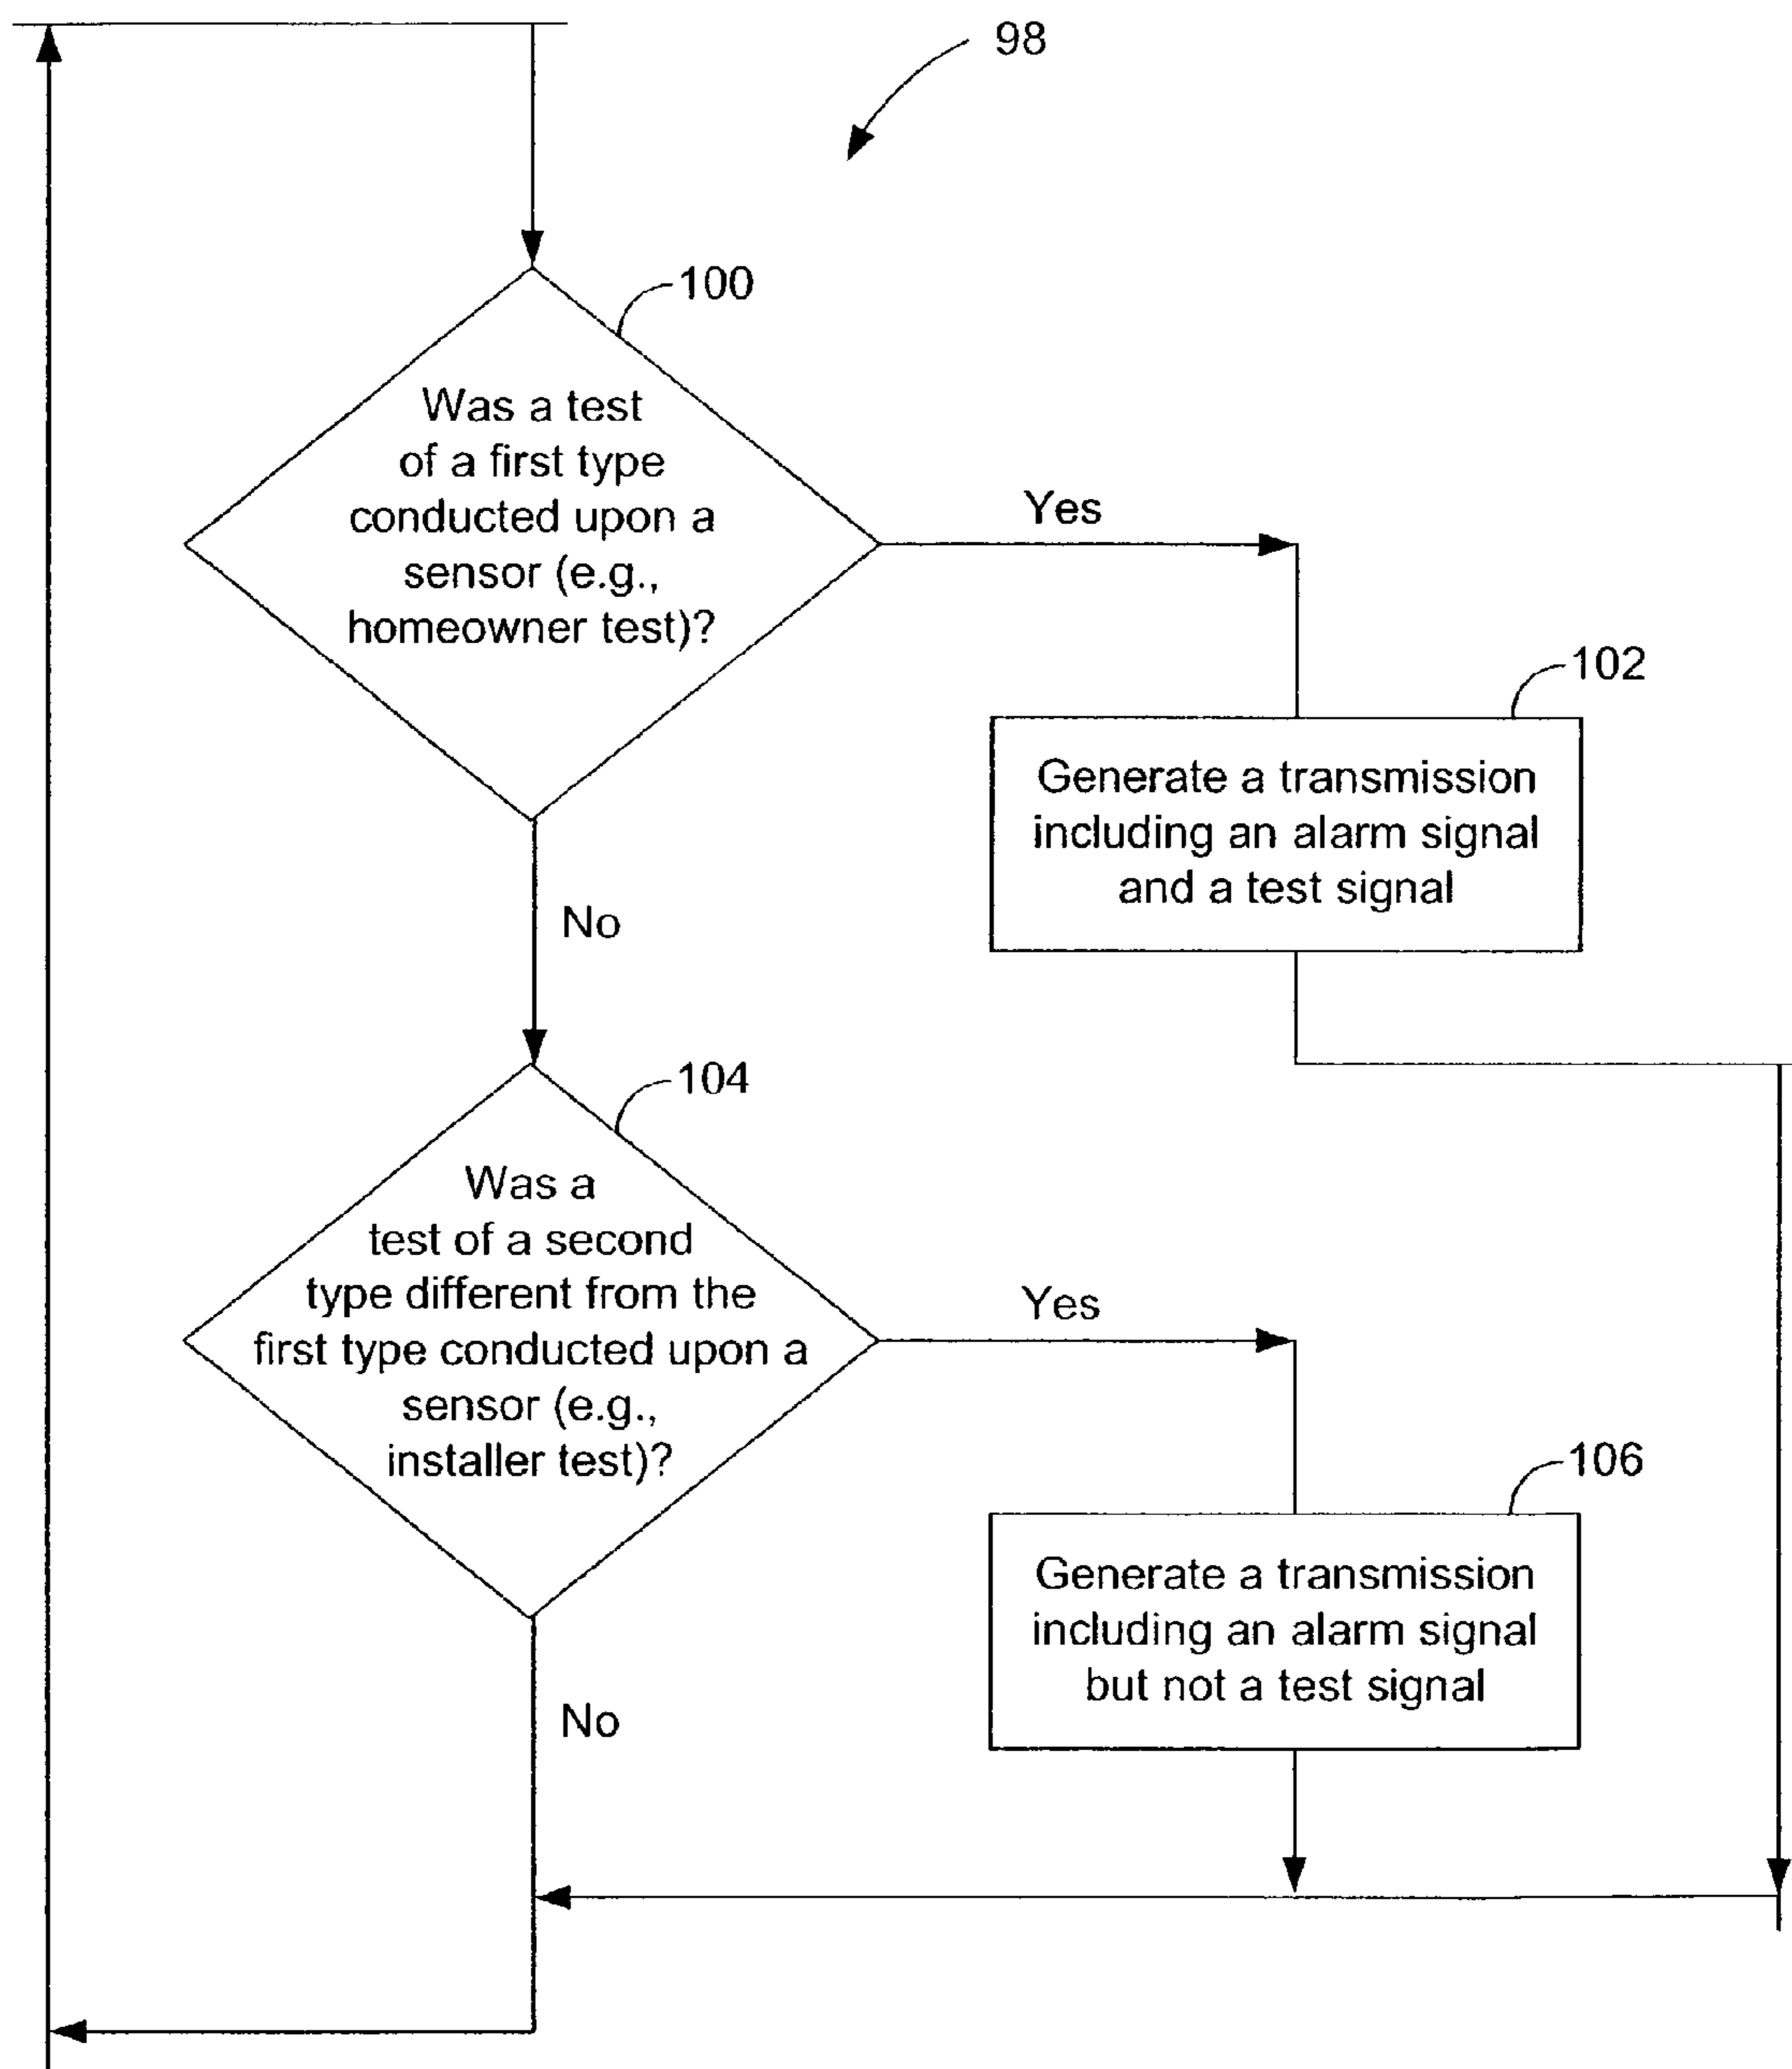 98
100
Was a test
of a first type
conducted upon a
sensor (e.g.,
homeowner test)?
Yes
102
Generate a transmission
including an alarm signal
and a test signal
No
104
Was a
test of a second
type different from the
first type conducted upon a
sensor (e.g.,
installer test)?
Yes
106
Generate a transmission
including an alarm signal
but not a test signal
No